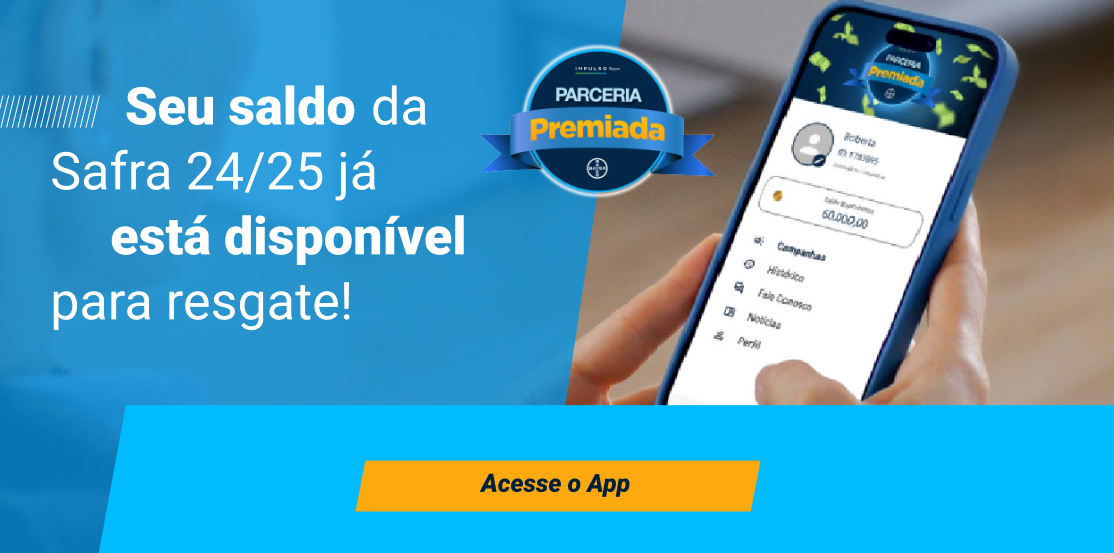 Seu saldo da
Safra 24/25 já
está disponível
para resgate!
IMPULSO Bayer
PARCERIA
Premiada
BAYER
PARCERIA
Premiada
Roberta
60.000,00
Campanhas
Histórico
Fale Conosco
Notícias
Perfil
Acesse o App